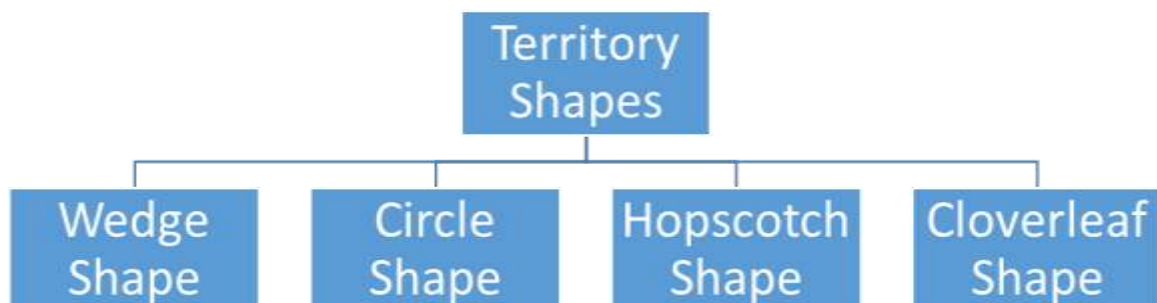 Territory
Shapes
Wedge
Shape
Circle
Shape
Hopscotch
Shape
Cloverleaf
Shape